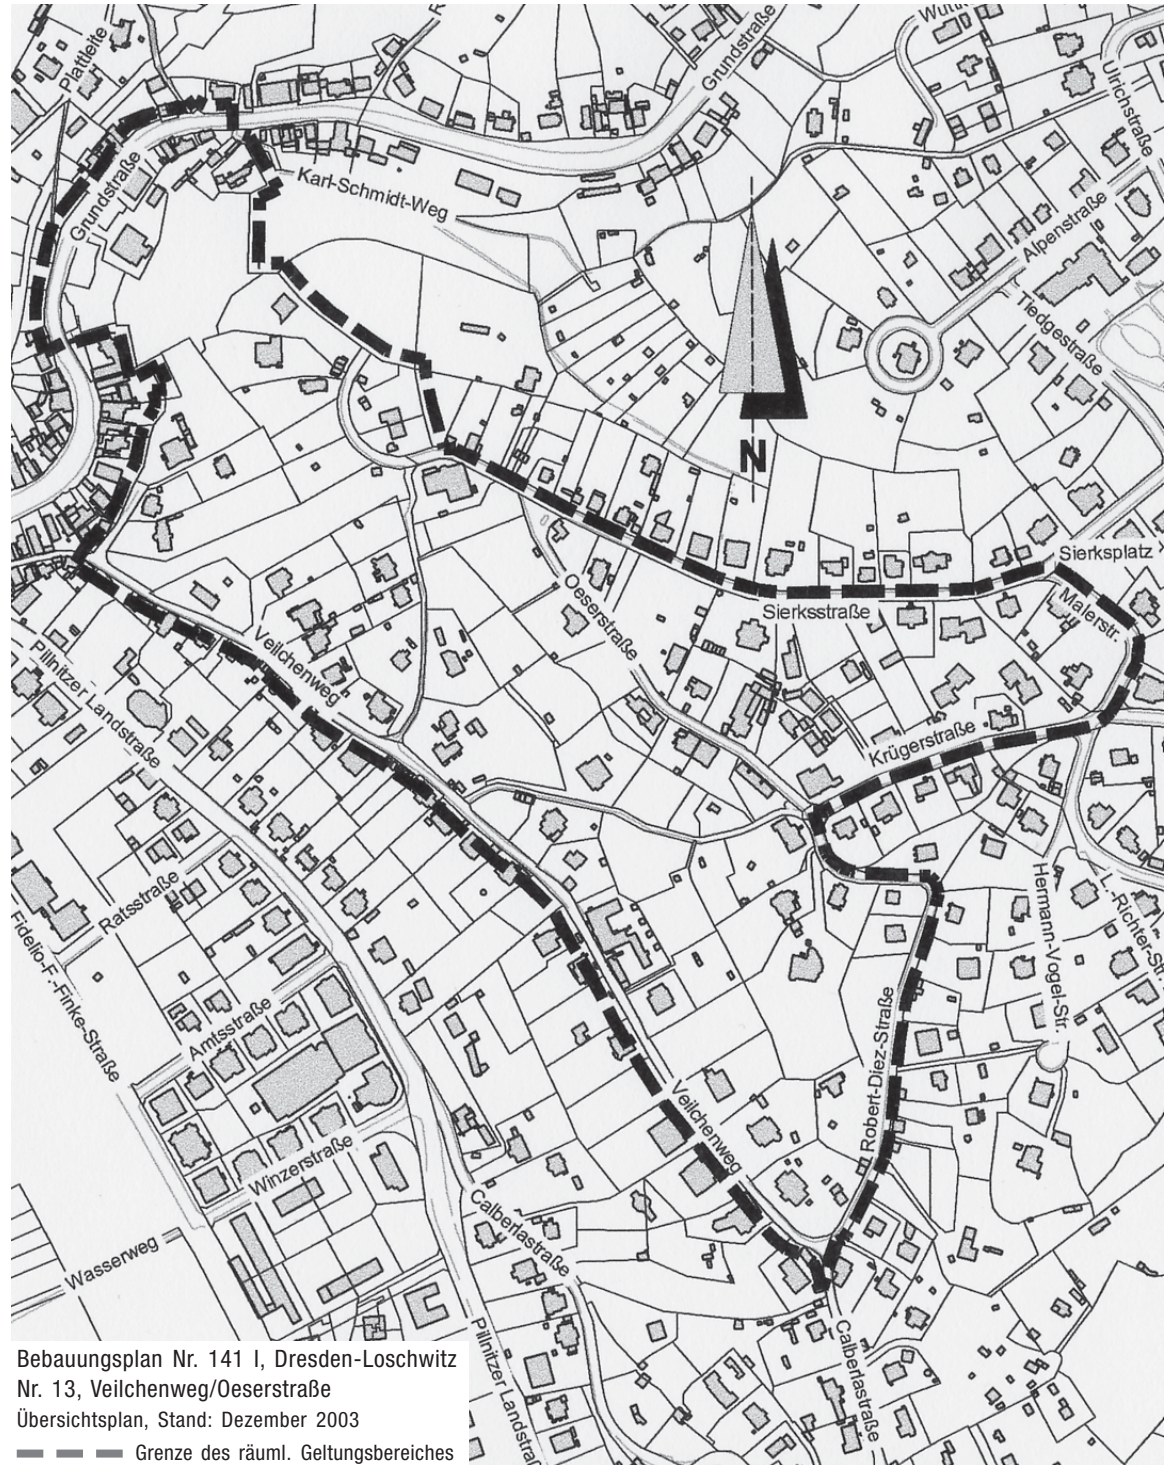 Plattleite
Grundstraße
Wutt
Ulrichstraße
Grundstraße
Karl-Schmidt-Weg
Alpenstraße
Tiedgestraße
N
Sierksplatz
Oeserstraße
Sierksstraße
Malerstr.
Veilchenweg
Pillnitzer Landstraße
Krügerstraße
Ratsstraße
Hermann-Vogel-Str.
L.-Richter-Str.
Fidelio-F.-Finke-Straße
Amtsstraße
Robert-Diez-Straße
Veilchenweg
Winzerstraße
Calberlastraße
Wasserweg
Pillnitzer Landstraß
Calberlastraße
Bebauungsplan Nr. 141 I, Dresden-Loschwitz
Nr. 13, Veilchenweg/Oeserstraße
Übersichtsplan, Stand: Dezember 2003
Grenze des räuml. Geltungsbereiches